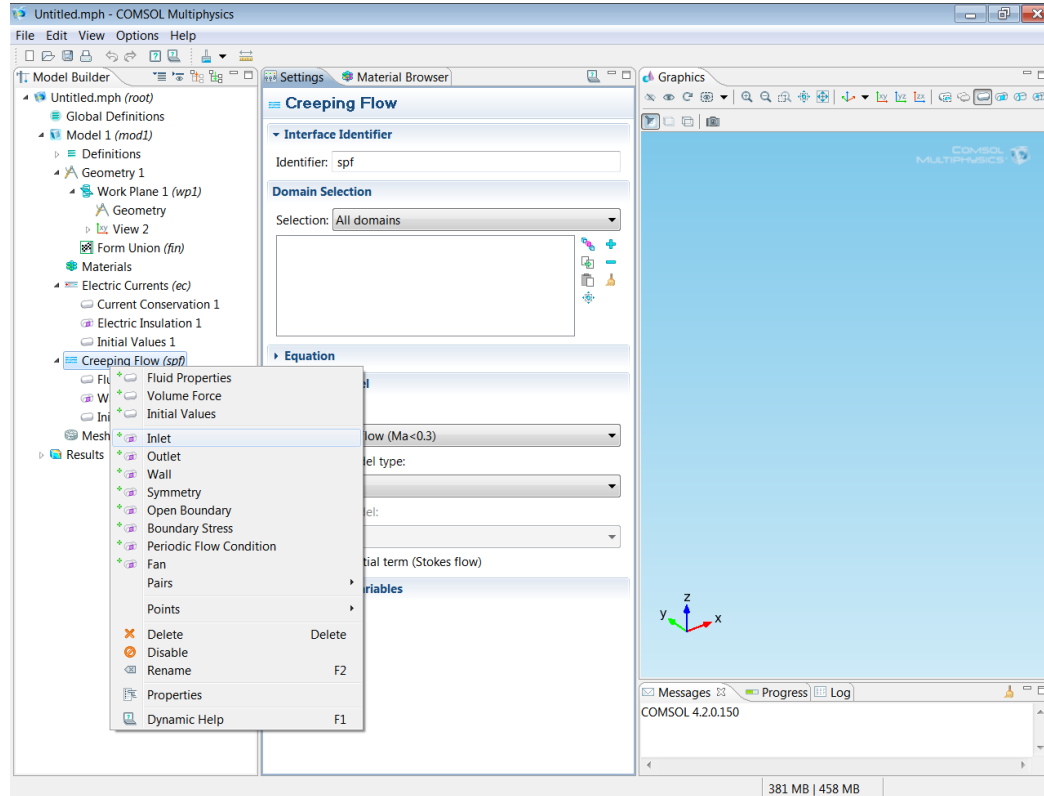 Untitled.mph - COMSOL Multiphysics
File Edit View Options Help
Model Builder
Untitled.mph (root)
Global Definitions
Model 1 (mod1)
Definitions
Geometry 1
Work Plane 1 (wp1)
Geometry
View 2
Form Union (fin)
Materials
Electric Currents (ec)
Current Conservation 1
Electric Insulation 1
Initial Values 1
Creeping Flow (spf)
Flu
W
Ini
Mesh
Results
Fluid Properties
Volume Force
Initial Values
Inlet
Outlet
Wall
Symmetry
Open Boundary
Boundary Stress
Periodic Flow Condition
Fan
Pairs
Points
Delete Delete
Disable
Rename F2
Properties
Dynamic Help F1
Settings Material Browser
Creeping Flow
Interface Identifier
Identifier: spf
Domain Selection
Selection: All domains
Equation
low (Ma<0.3)
del type:
del:
tial term (Stokes flow)
riables
Graphics
xy yz xz
COMSOL
MULTIPHYSICS
z
y x
Messages Progress Log
COMSOL 4.2.0.150
381 MB | 458 MB